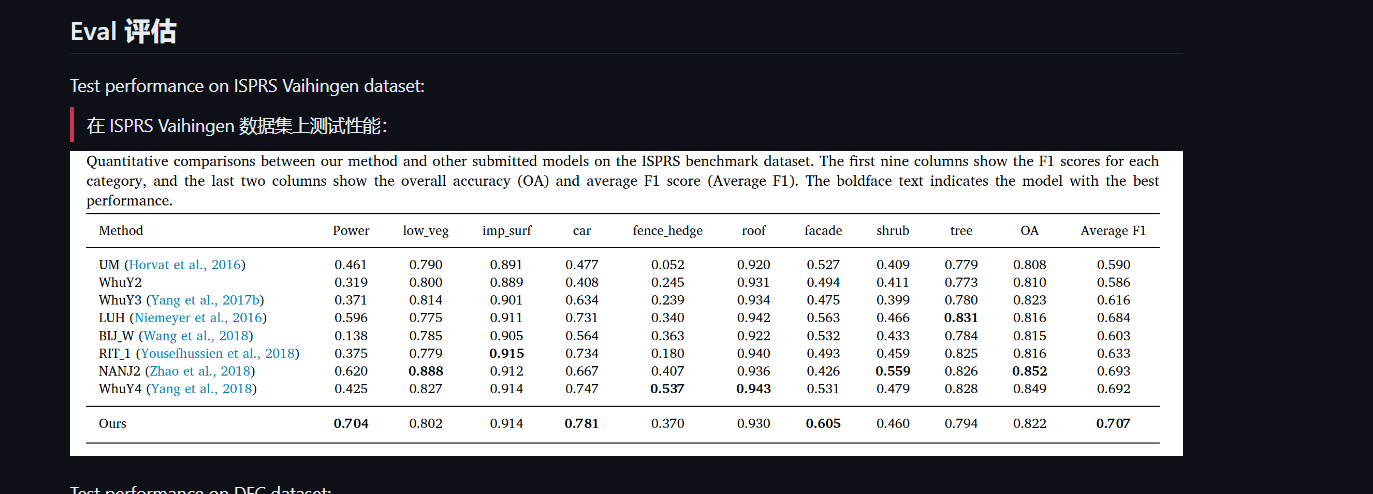 Eval 评估
Test performance on ISPRS Vaihingen dataset:
在 ISPRS Vaihingen 数据集上测试性能：
Quantitative comparisons between our method and other submitted models on the ISPRS benchmark dataset. The first nine columns show the F1 scores for each
category, and the last two columns show the overall accuracy (OA) and average F1 score (Average F1). The boldface text indicates the model with the best
performance.
Method Power low_veg imp_surf car fence_hedge roof facade shrub tree OA Average F1
UM (Horvat et al., 2016) 0.461 0.790 0.891 0.477 0.052 0.920 0.527 0.409 0.779 0.808 0.590
WhuY2 0.319 0.800 0.889 0.408 0.245 0.931 0.494 0.411 0.773 0.810 0.586
WhuY3 (Yang et al., 2017b) 0.371 0.814 0.901 0.634 0.239 0.934 0.475 0.399 0.780 0.823 0.616
LUH (Niemeyer et al., 2016) 0.596 0.775 0.911 0.731 0.340 0.942 0.563 0.466 0.831 0.816 0.684
BIJ_W (Wang et al., 2018) 0.138 0.785 0.905 0.564 0.363 0.922 0.532 0.433 0.784 0.815 0.603
RIT_1 (Yousefhussien et al., 2018) 0.375 0.779 0.915 0.734 0.180 0.940 0.493 0.459 0.825 0.816 0.633
NANJ2 (Zhao et al., 2018) 0.620 0.888 0.912 0.667 0.407 0.936 0.426 0.559 0.826 0.852 0.693
WhuY4 (Yang et al., 2018) 0.425 0.827 0.914 0.747 0.537 0.943 0.531 0.479 0.828 0.849 0.692
Ours 0.704 0.802 0.914 0.781 0.370 0.930 0.605 0.460 0.794 0.822 0.707
Test performance on DFC dataset: